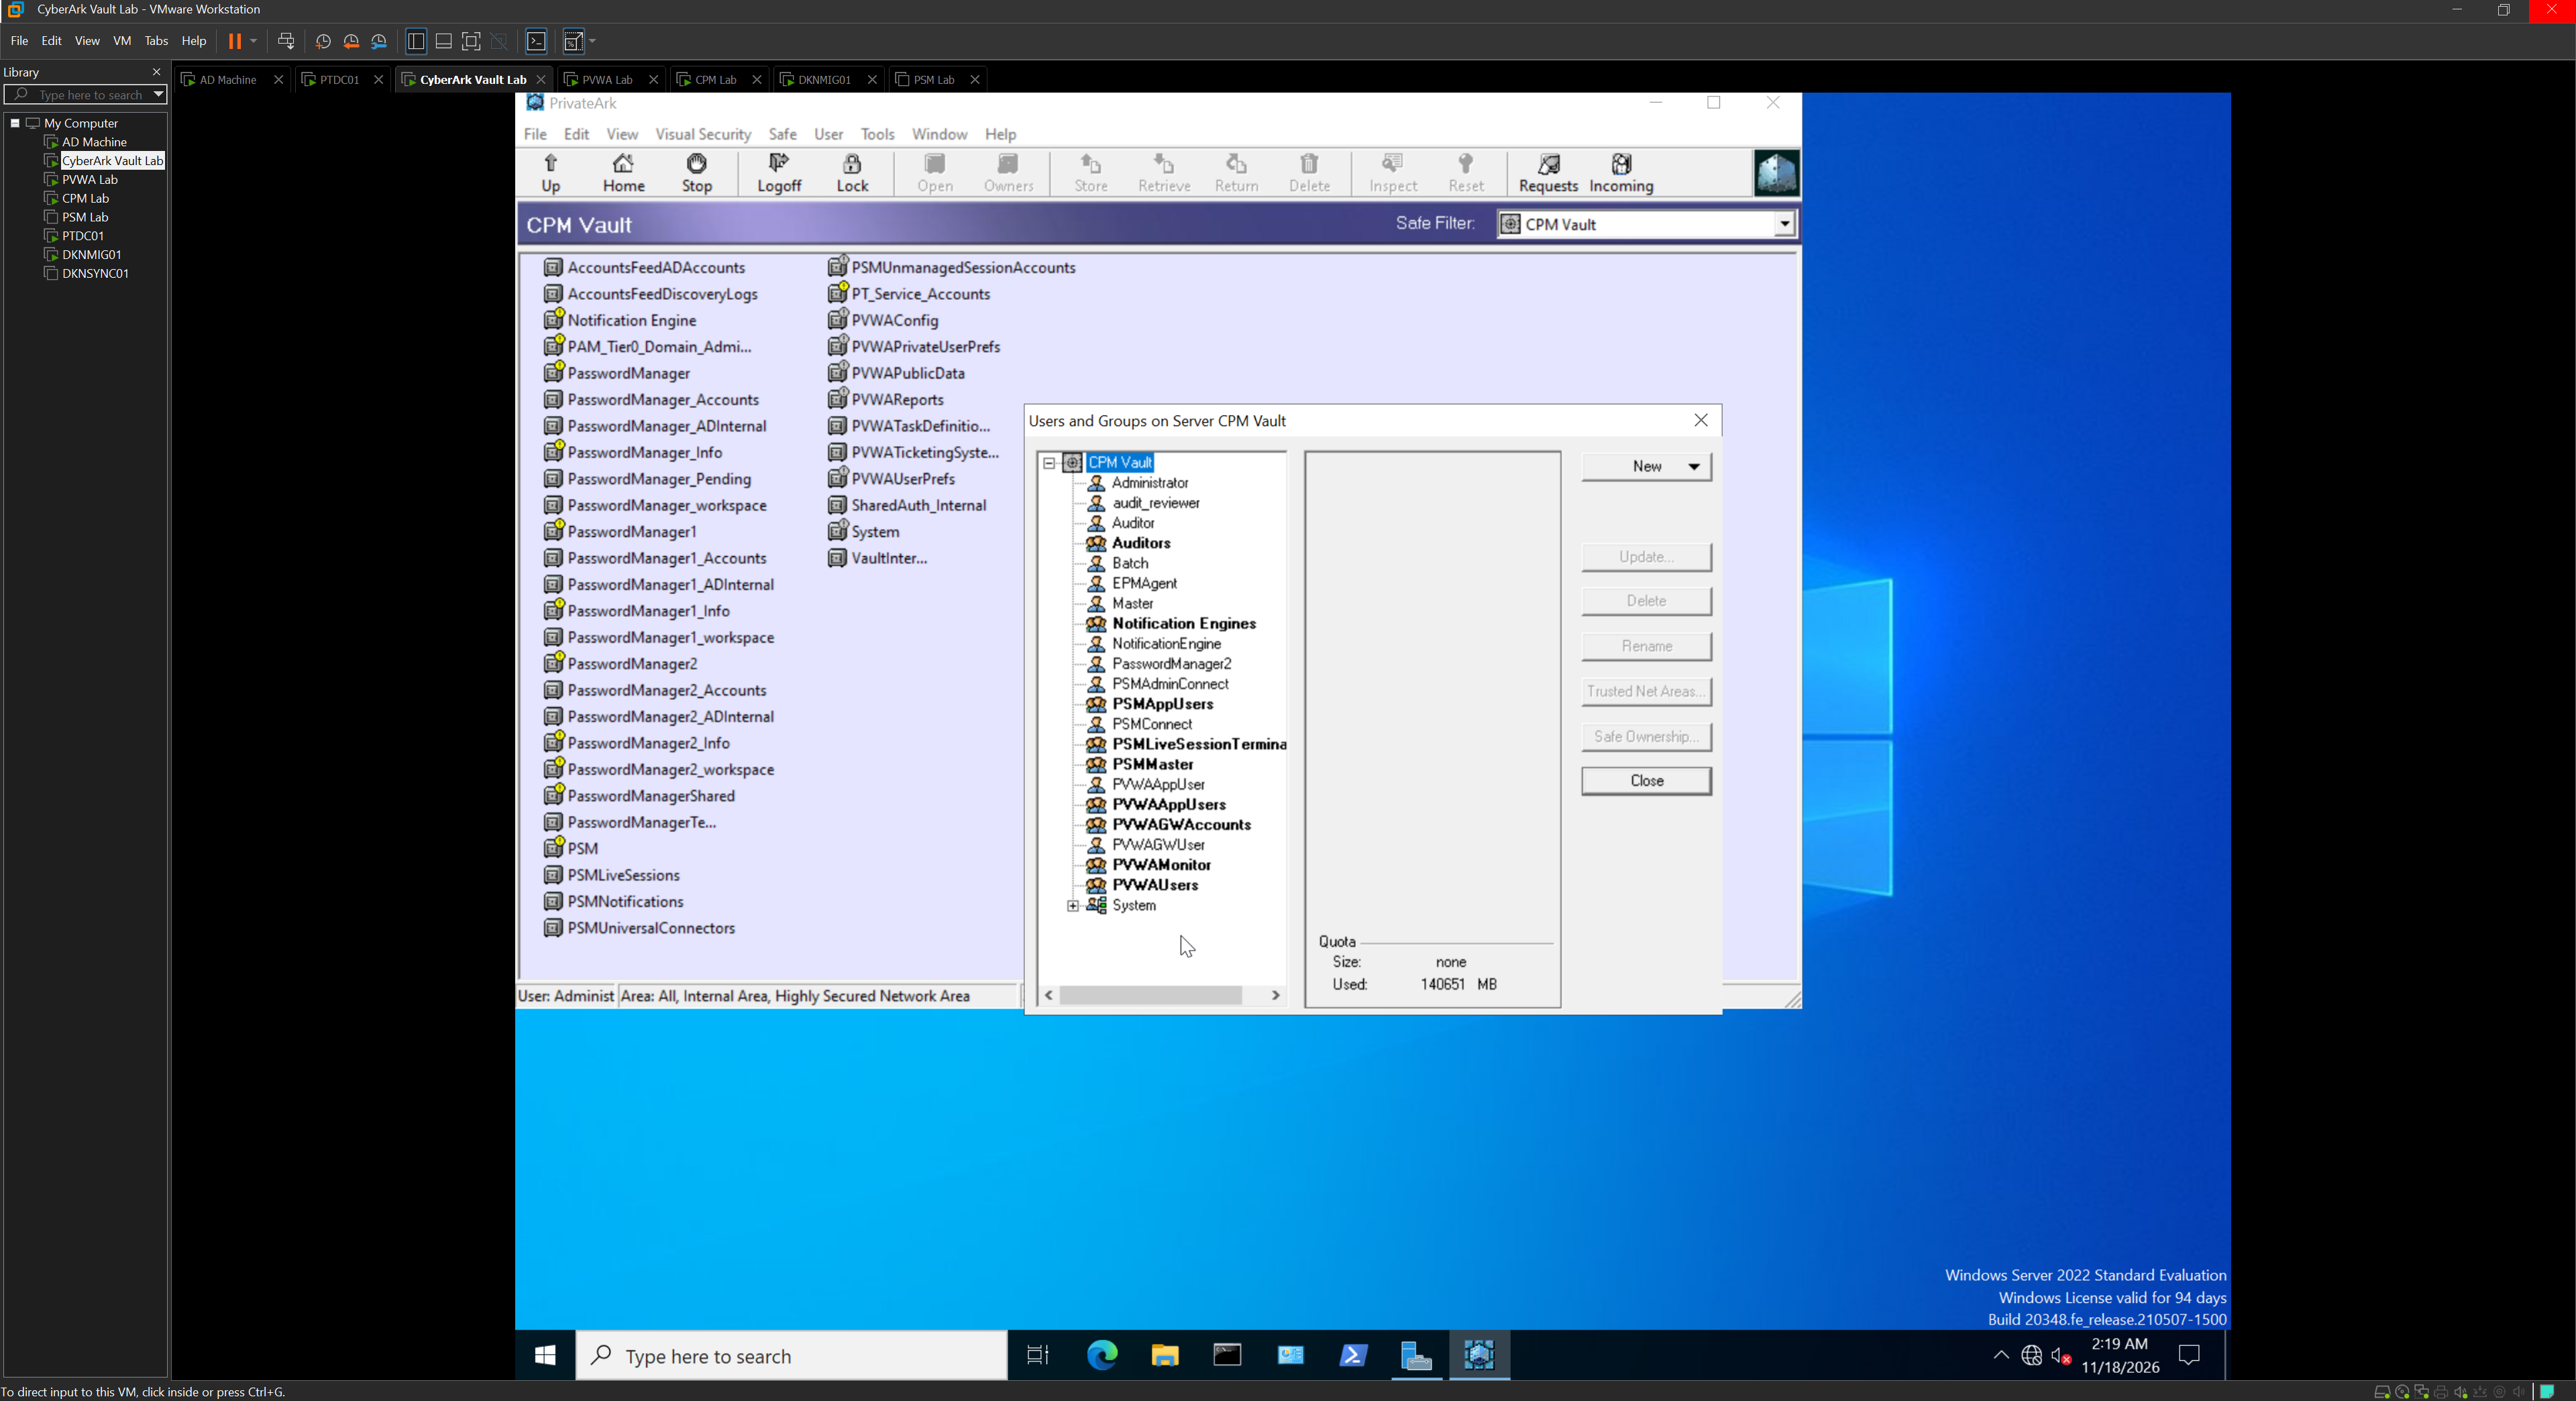 CyberArk Vault Lab - VMware Workstation
File Edit View VM Tabs Help
Library
Type here to search
My Computer
AD Machine
CyberArk Vault Lab
PVWA Lab
CPM Lab
PSM Lab
PTDC01
DKNMIG01
DKNSYNC01
AD Machine PTDC01 CyberArk Vault Lab PVWA Lab CPM Lab DKNMIG01 PSM Lab
PrivateArk
File Edit View Visual Security Safe User Tools Window Help
Up Home Stop Logoff Lock Open Owners Store Retrieve Return Delete Inspect Reset Requests Incoming
CPM Vault
Safe Filter: CPM Vault
AccountsFeedADAccounts
AccountsFeedDiscoveryLogs
Notification Engine
PAM_Tier0_Domain_Admi...
PasswordManager
PasswordManager_Accounts
PasswordManager_ADInternal
PasswordManager_Info
PasswordManager_Pending
PasswordManager_workspace
PasswordManager1
PasswordManager1_Accounts
PasswordManager1_ADInternal
PasswordManager1_Info
PasswordManager1_workspace
PasswordManager2
PasswordManager2_Accounts
PasswordManager2_ADInternal
PasswordManager2_Info
PasswordManager2_workspace
PasswordManagerShared
PasswordManagerTe...
PSM
PSMLiveSessions
PSMNotifications
PSMUniversalConnectors
PSMUnmanagedSessionAccounts
PT_Service_Accounts
PVWAConfig
PVWAPrivateUserPrefs
PVWAPublicData
PVWAReports
PVWATaskDefinitio...
PVWATicketingSyste...
PVWAUserPrefs
SharedAuth_Internal
System
VaultInter...
Users and Groups on Server CPM Vault
CPM Vault
Administrator
audit_reviewer
Auditor
Auditors
Batch
EPMAgent
Master
Notification Engines
NotificationEngine
PasswordManager2
PSMAdminConnect
PSMAppUsers
PSMConnect
PSMLiveSessionTermina
PSMMaster
PVWAAppUser
PVWAAppUsers
PVWAGWAccounts
PVWAGWUser
PVWAMonitor
PVWAUsers
System
Quota
Size: none
Used: 140651 MB
New
Update...
Delete
Rename
Trusted Net Areas...
Safe Ownership...
Close
User: Administ Area: All, Internal Area, Highly Secured Network Area
Windows Server 2022 Standard Evaluation
Windows License valid for 94 days
Build 20348.fe_release.210507-1500
Type here to search
2:19 AM
11/18/2026
To direct input to this VM, click inside or press Ctrl+G.